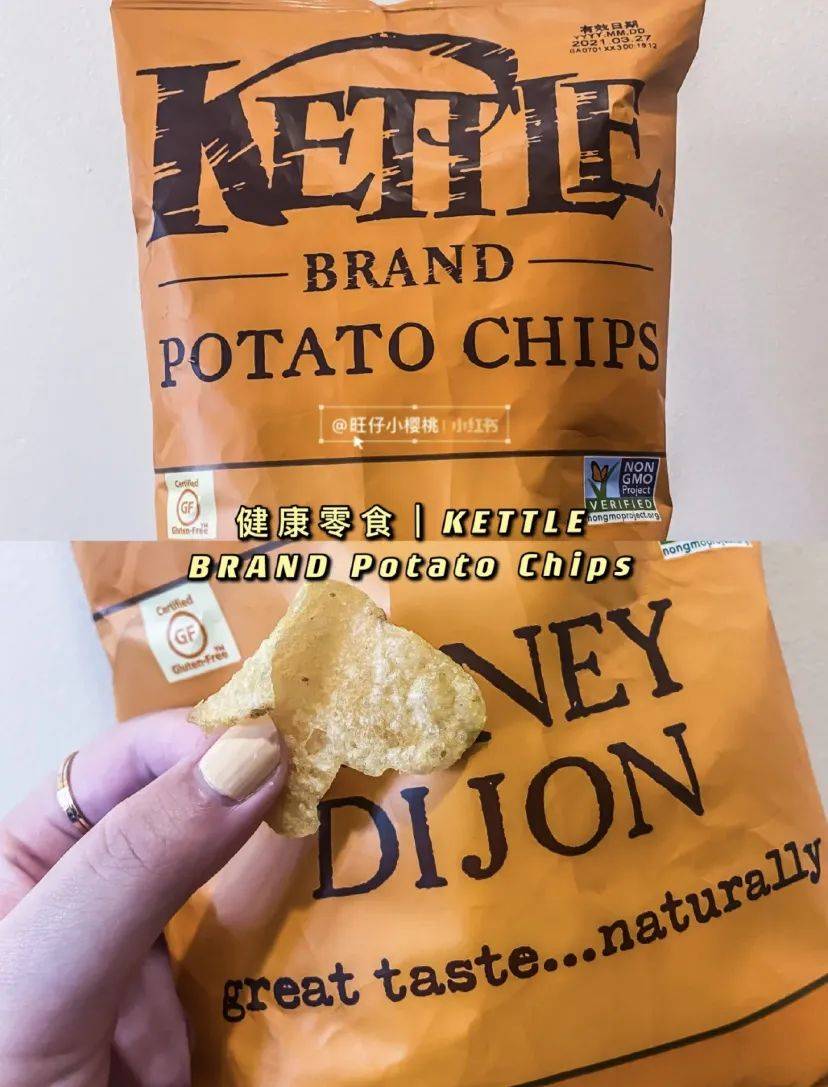 有效日期
YYYY.MM.DD
2021.03.27
KETTLE
BRAND
POTATO CHIPS
@旺仔小樱桃 | 小红书
Certified
GF
Gluten-Free™
NON
GMO
Project
VERIFIED
nongmoproject.org
健康零食｜KETTLE
BRAND Potato Chips
Certified
GF
Gluten-Free™
NEY
DIJON
great taste...naturally